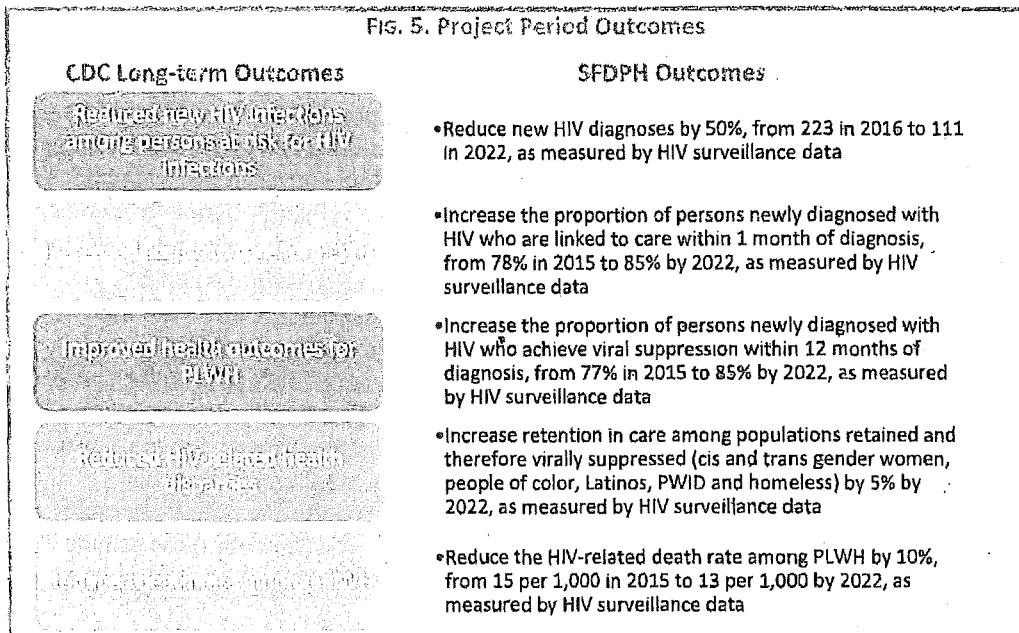 FIG. 5. Project Period Outcomes
CDC Long-term Outcomes
SFDPH Outcomes
Reduced new HIV infections
among persons at risk for HIV
infections
•Reduce new HIV diagnoses by 50%, from 223 in 2016 to 111
in 2022, as measured by HIV surveillance data
•Increase the proportion of persons newly diagnosed with
HIV who are linked to care within 1 month of diagnosis,
from 78% in 2015 to 85% by 2022, as measured by HIV
surveillance data
Improved health outcomes for
PLWH
•Increase the proportion of persons newly diagnosed with
HIV who achieve viral suppression within 12 months of
diagnosis, from 77% in 2015 to 85% by 2022, as measured
by HIV surveillance data
Reduced HIV-related health
disparities
•Increase retention in care among populations retained and
therefore virally suppressed (cis and trans gender women,
people of color, Latinos, PWID and homeless) by 5% by
2022, as measured by HIV surveillance data
•Reduce the HIV-related death rate among PLWH by 10%,
from 15 per 1,000 in 2015 to 13 per 1,000 by 2022, as
measured by HIV surveillance data